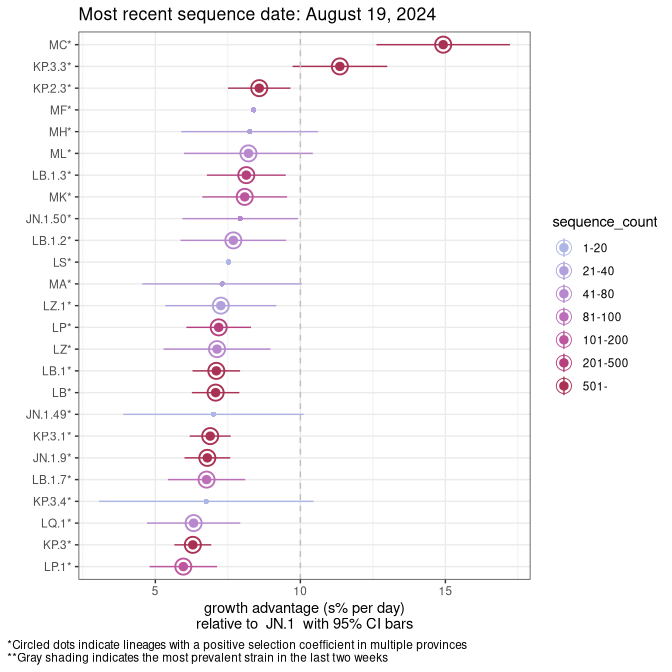 Most recent sequence date: August 19, 2024
MC*
KP.3.3*
KP.2.3*
MF*
MH*
ML*
LB.1.3*
MK*
JN.1.50*
LB.1.2*
LS*
MA*
LZ.1*
LP*
LZ*
LB.1*
LB*
JN.1.49*
KP.3.1*
JN.1.9*
LB.1.7*
KP.3.4*
LQ.1*
KP.3*
LP.1*
5 10 15
growth advantage (s% per day)
relative to JN.1 with 95% CI bars
sequence_count
1-20
21-40
41-80
81-100
101-200
201-500
501-
*Circled dots indicate lineages with a positive selection coefficient in multiple provinces
**Gray shading indicates the most prevalent strain in the last two weeks